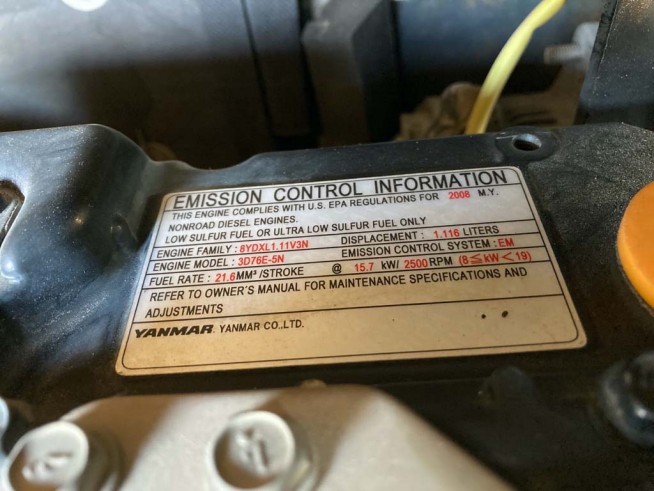 EMISSION CONTROL INFORMATION
THIS ENGINE COMPLIES WITH U.S. EPA REGULATIONS FOR 2008 M.Y.
NONROAD DIESEL ENGINES.
LOW SULFUR FUEL OR ULTRA LOW SULFUR FUEL ONLY
ENGINE FAMILY : 8YDXL1.11V3N DISPLACEMENT : 1.116 LITERS
ENGINE MODEL : 3D76E-5N EMISSION CONTROL SYSTEM : EM
FUEL RATE : 21.6MM³/STROKE @ 15.7 kW/ 2500RPM (8≦kW<19)
REFER TO OWNER'S MANUAL FOR MAINTENANCE SPECIFICATIONS AND
ADJUSTMENTS
YANMAR YANMAR CO.,LTD.